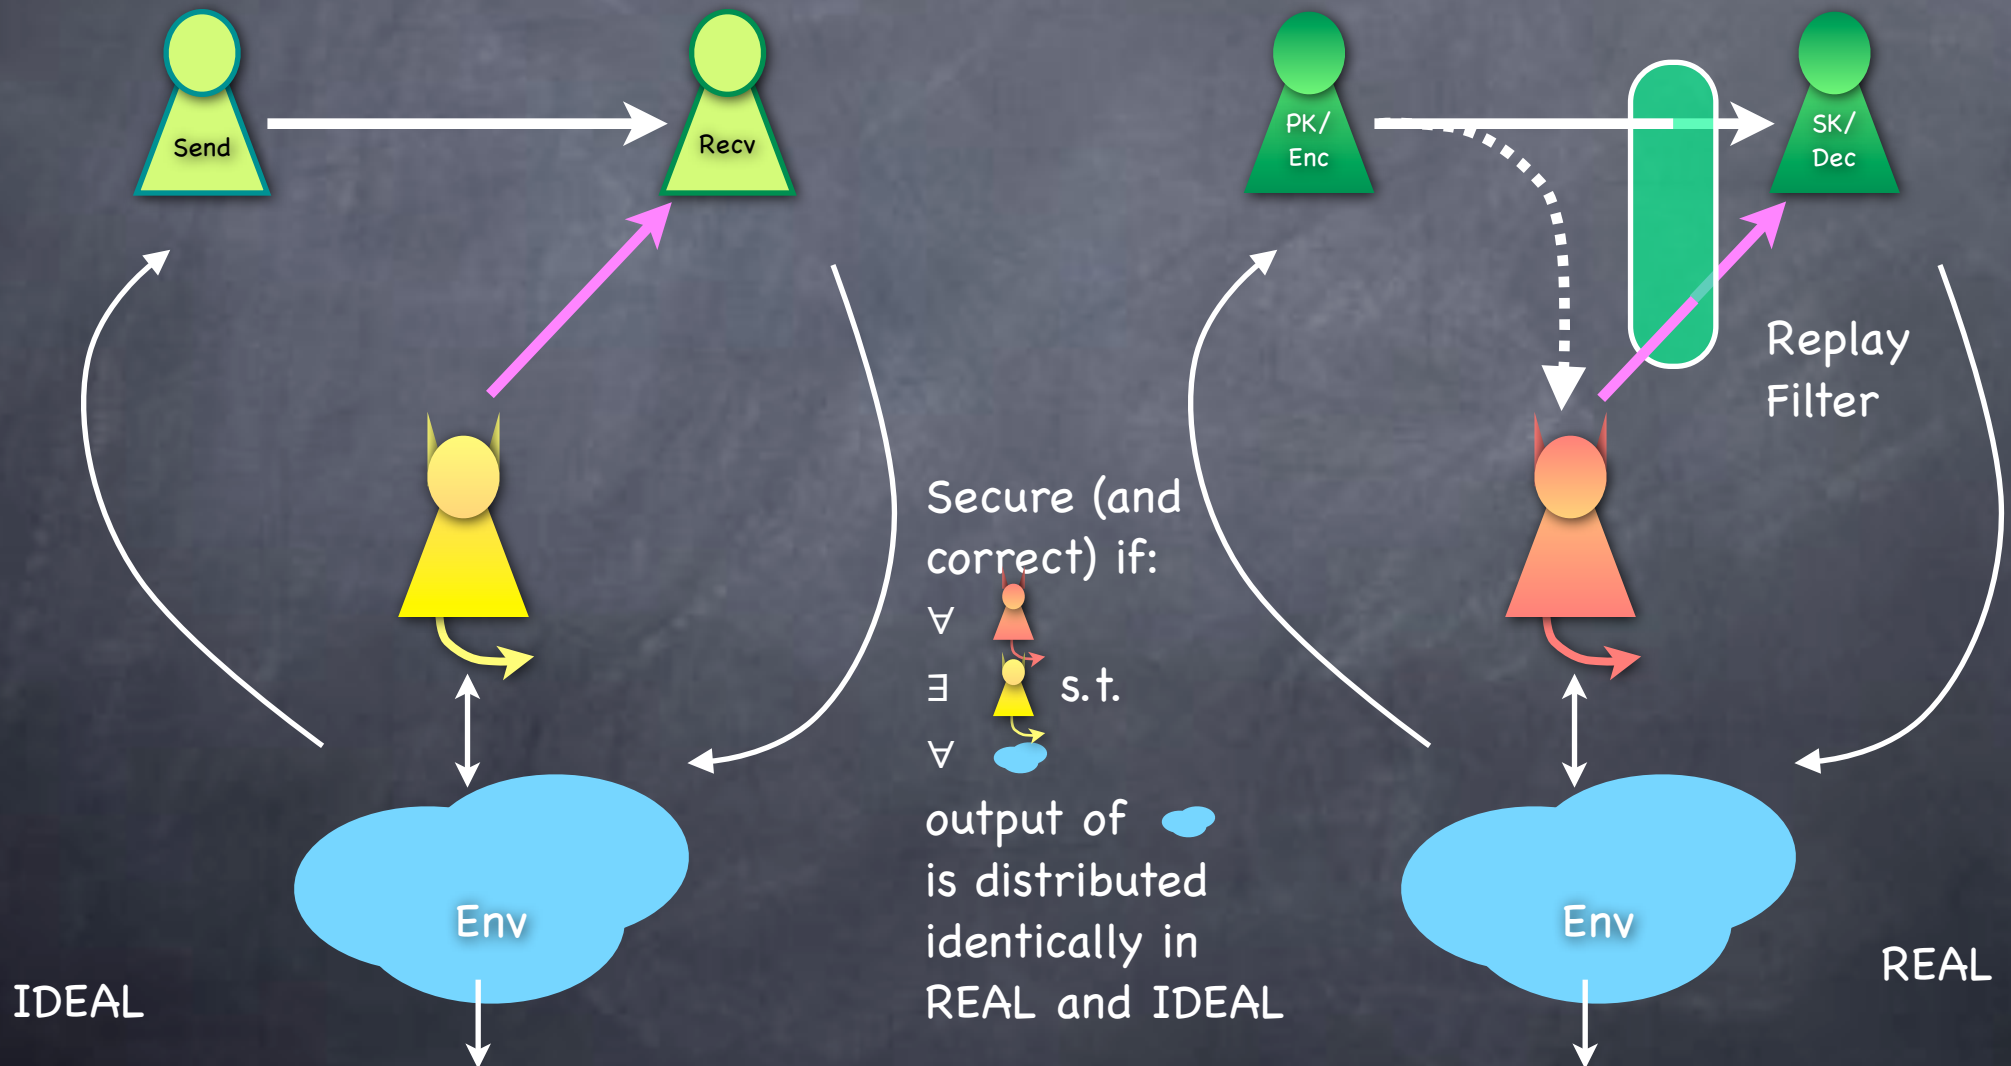 Send
Recv
PK/
Enc
SK/
Dec
Replay
Filter
Secure (and
correct) if:
∀
∃ s.t.
∀
output of
is distributed
identically in
REAL and IDEAL
Env
Env
IDEAL
REAL